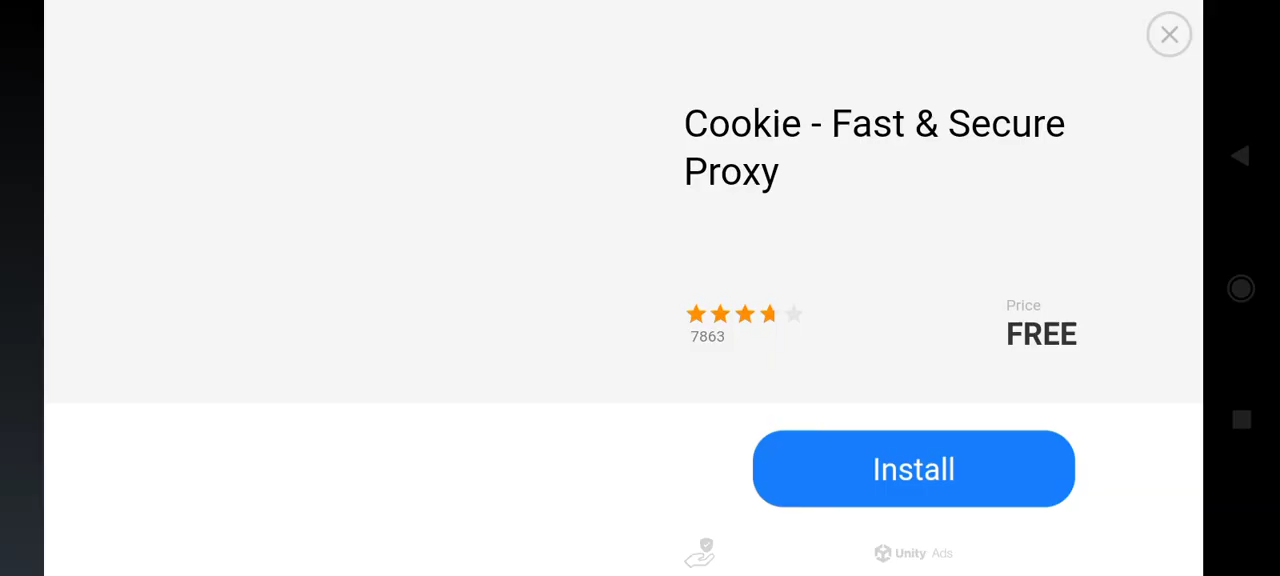 Cookie - Fast & Secure
Proxy
7863
Price
FREE
Install
Unity Ads